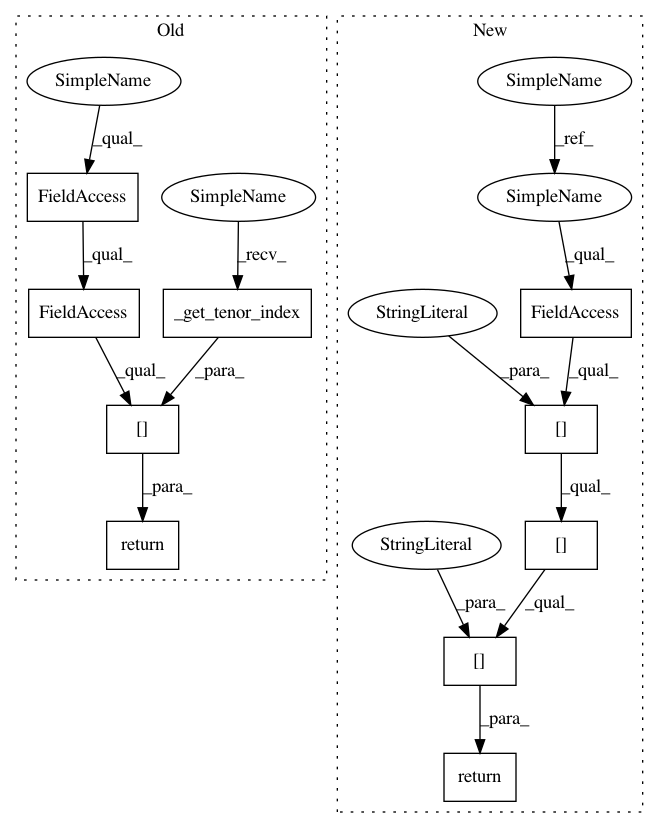 Old
New
SimpleName
SimpleName
_qual_
_ref_
FieldAccess
SimpleName
SimpleName
_qual_
_recv_
_qual_
StringLiteral
FieldAccess
_get_tenor_index
FieldAccess
_qual_
_para_
_para_
_qual_
[]
[]
_para_
_qual_
StringLiteral
return
[]
_para_
_qual_
[]
_para_
return